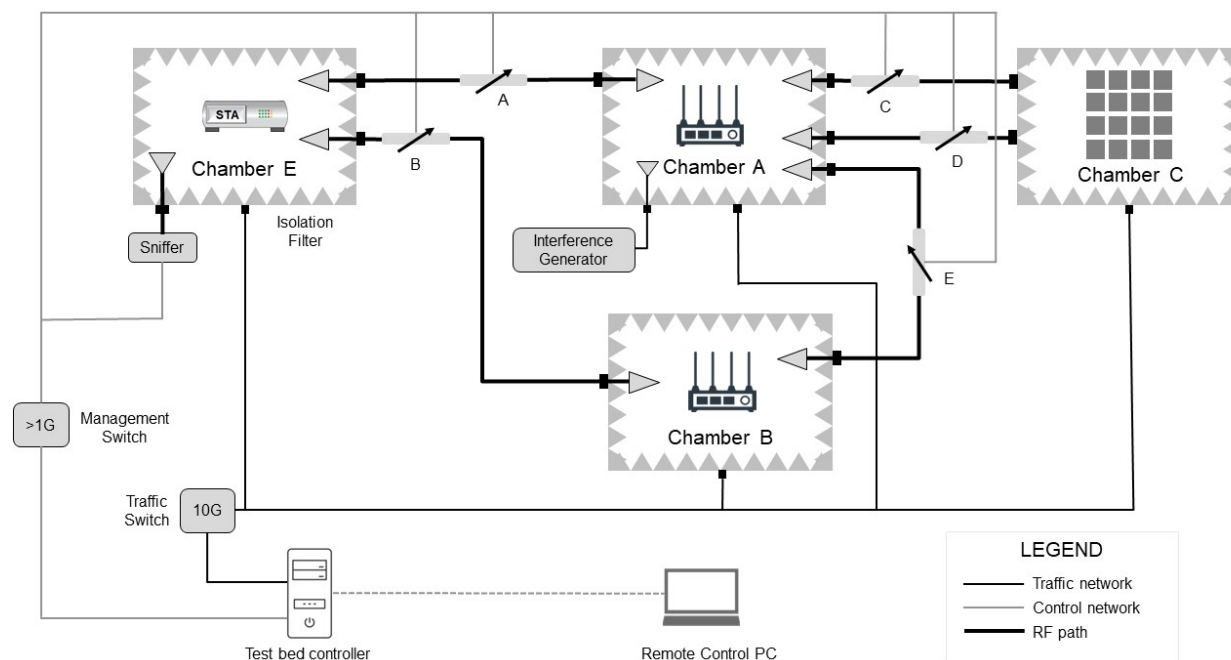 A
C
STA
B
D
Chamber E
Chamber A
Chamber C
Isolation
Filter
Sniffer
Interference
Generator
E
>1G
Management
Switch
Chamber B
Traffic
Switch
10G
LEGEND
Traffic network
Control network
RF path
Test bed controller
Remote Control PC